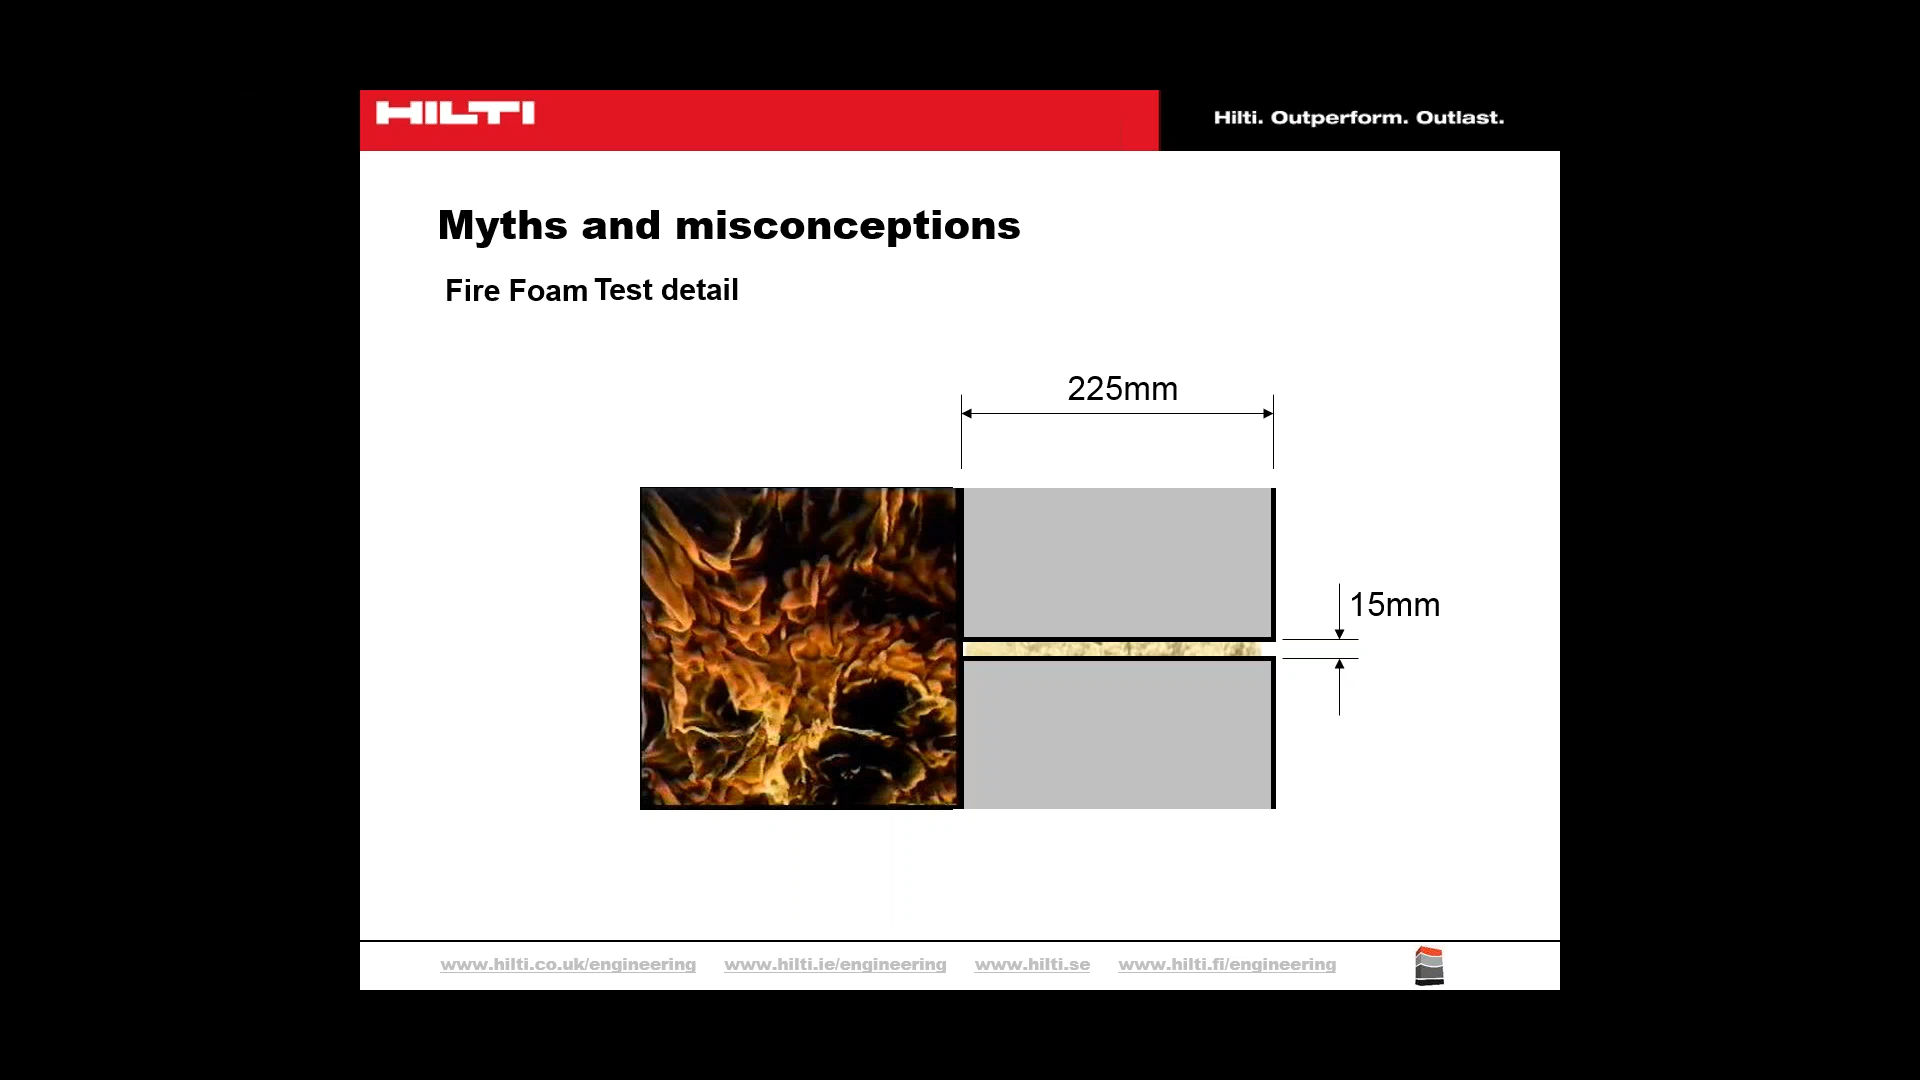 HILTI
Hilti. Outperform. Outlast.
Myths and misconceptions
Fire Foam Test detail
225mm
15mm
www.hilti.co.uk/engineering www.hilti.ie/engineering www.hilti.se www.hilti.fi/engineering